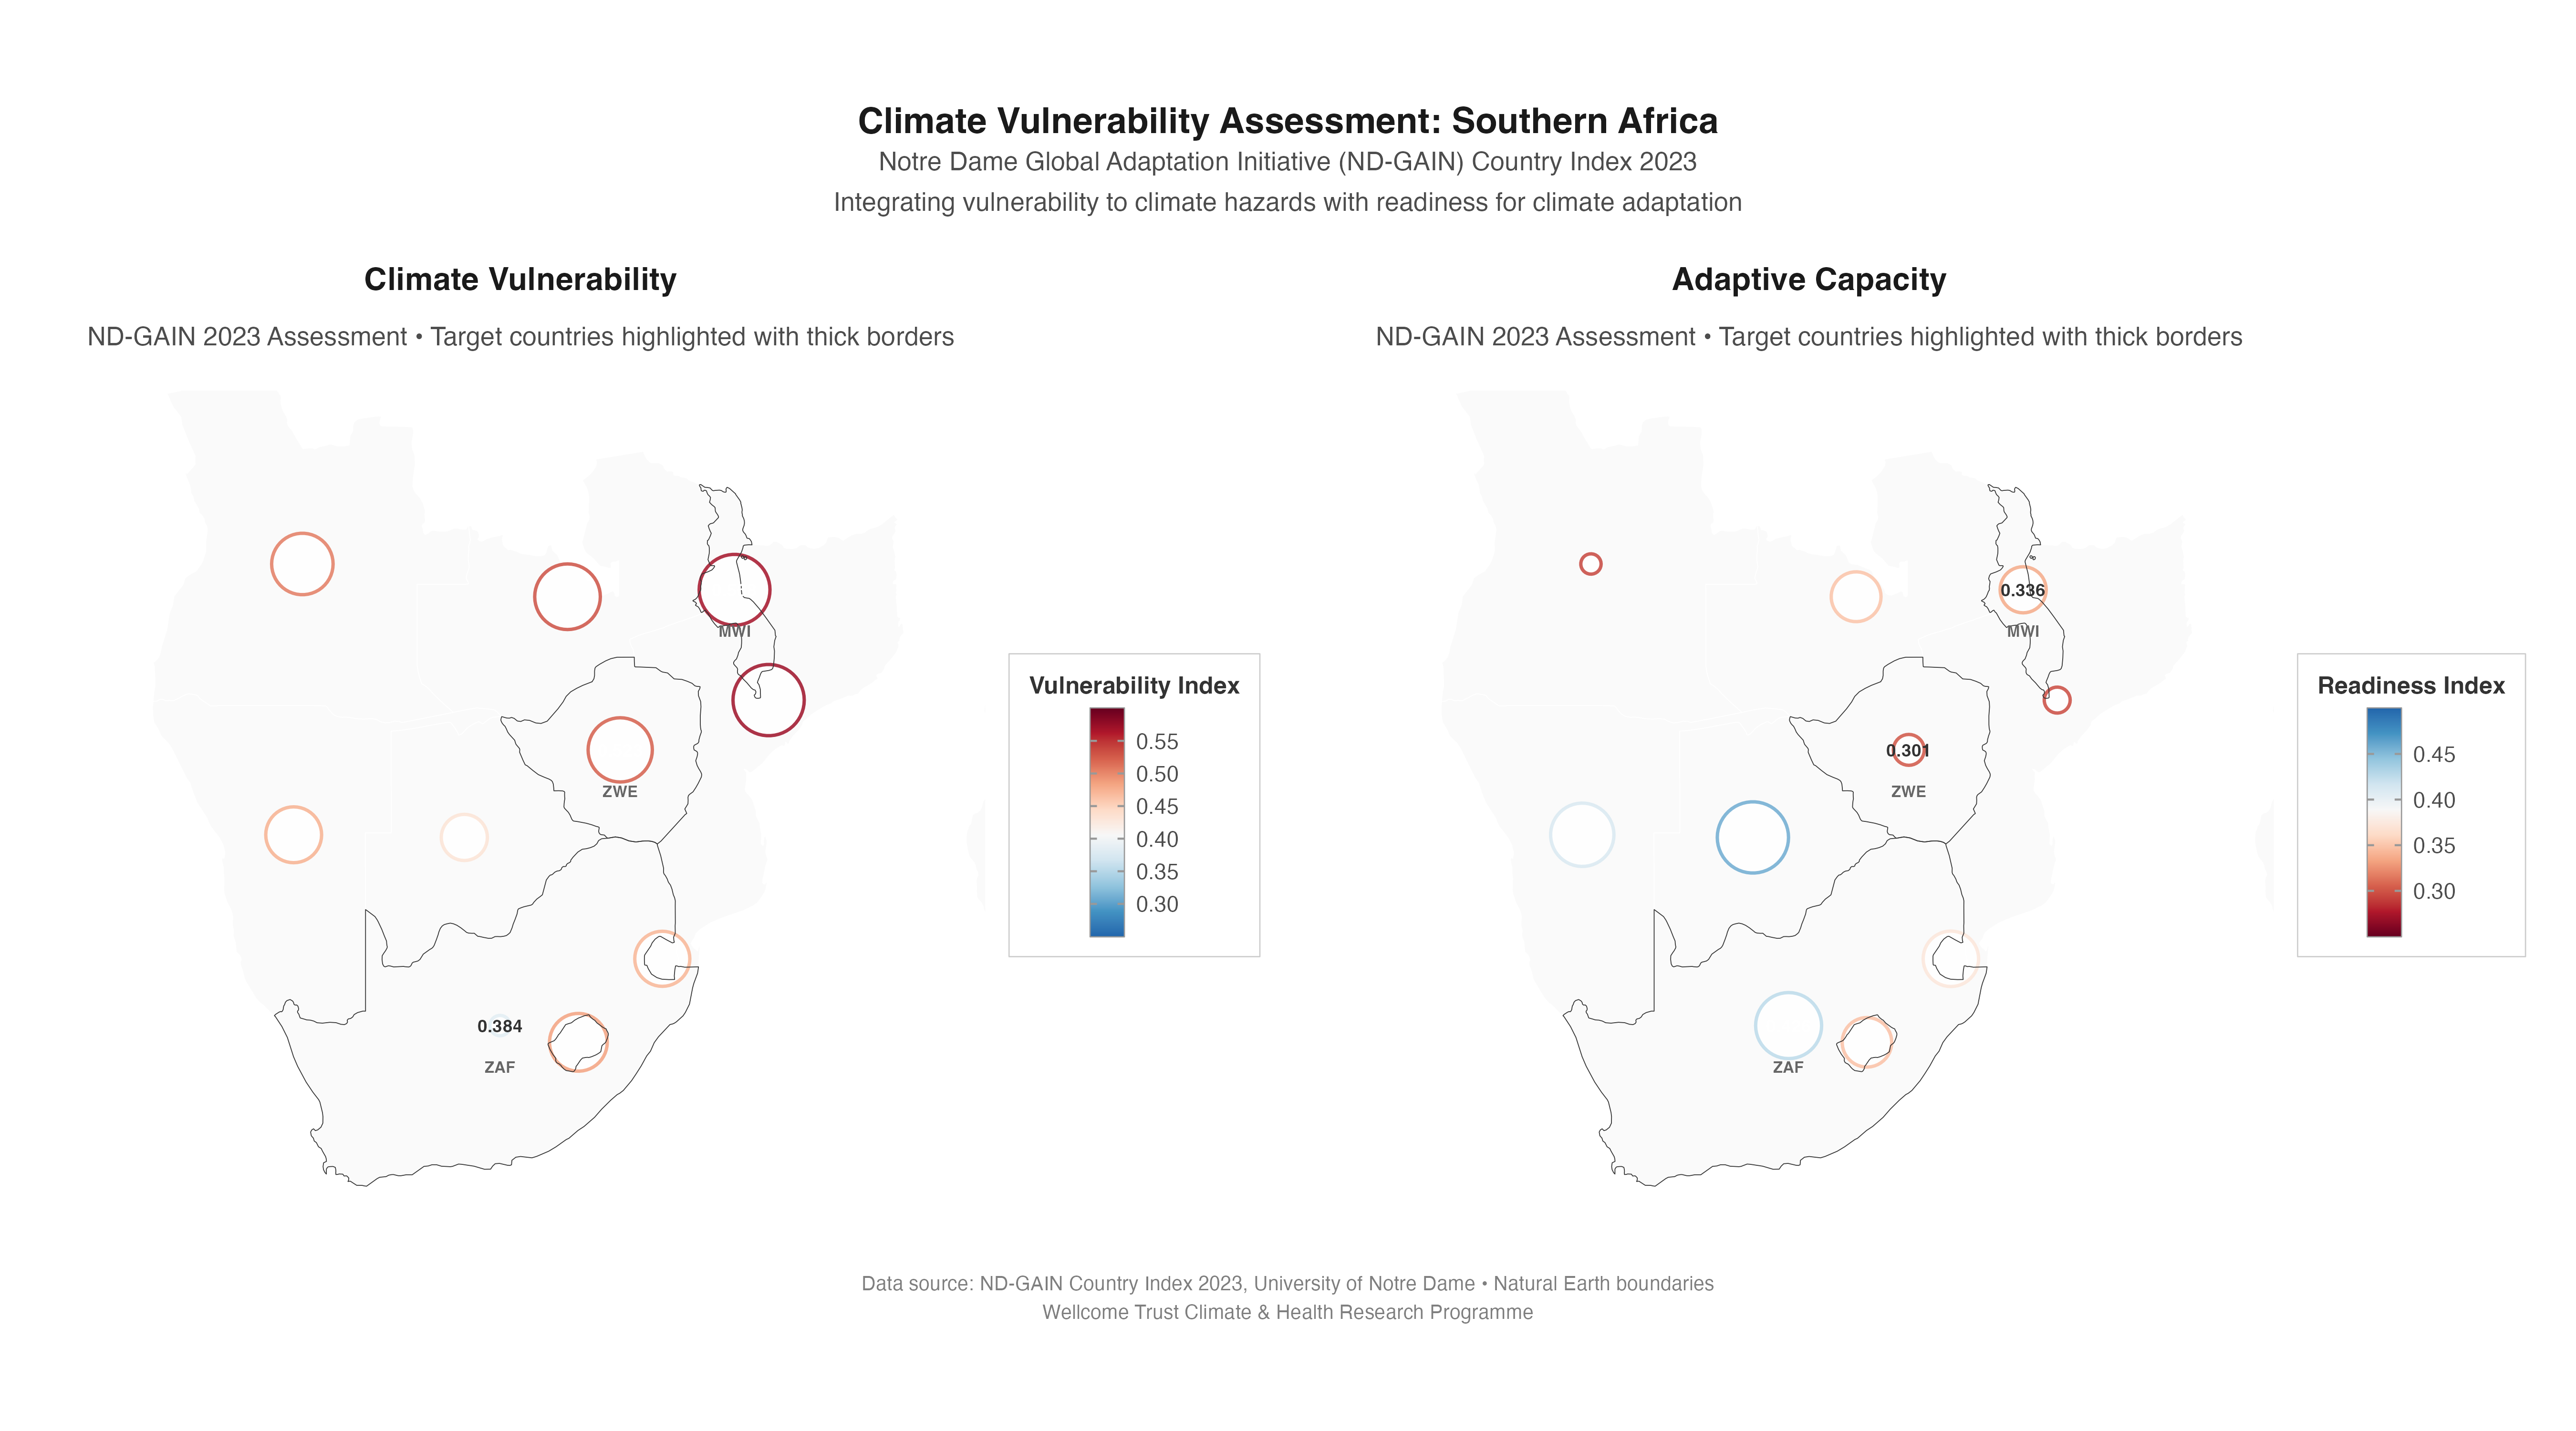 Climate Vulnerability Assessment: Southern Africa
Notre Dame Global Adaptation Initiative (ND-GAIN) Country Index 2023
Integrating vulnerability to climate hazards with readiness for climate adaptation
Climate Vulnerability
ND-GAIN 2023 Assessment • Target countries highlighted with thick borders
MWI
ZWE
0.384
ZAF
Vulnerability Index
0.55
0.50
0.45
0.40
0.35
0.30
Adaptive Capacity
ND-GAIN 2023 Assessment • Target countries highlighted with thick borders
0.336
MWI
0.301
ZWE
ZAF
Readiness Index
0.45
0.40
0.35
0.30
Data source: ND-GAIN Country Index 2023, University of Notre Dame • Natural Earth boundaries
Wellcome Trust Climate & Health Research Programme